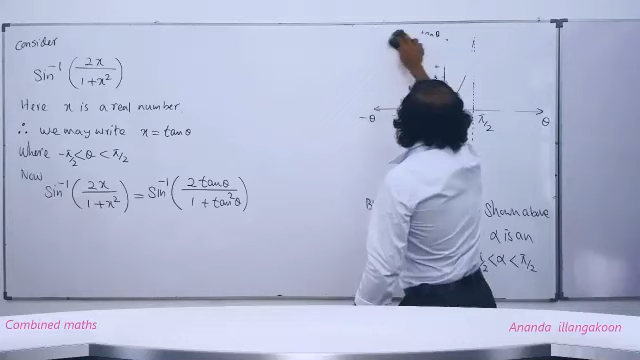 Consider
Sin⁻¹ (2x / 1+x²)
Here x is a real number.
∴ we may write x = tanθ
Where -π/2 < θ < π/2
Now
Sin⁻¹ (2x / 1+x²) = Sin⁻¹ (2tanθ / 1+tan²θ)
tanθ
-θ π/2 θ
Shown above
α is an
< α < π/2
Combined maths
Ananda illangakoon